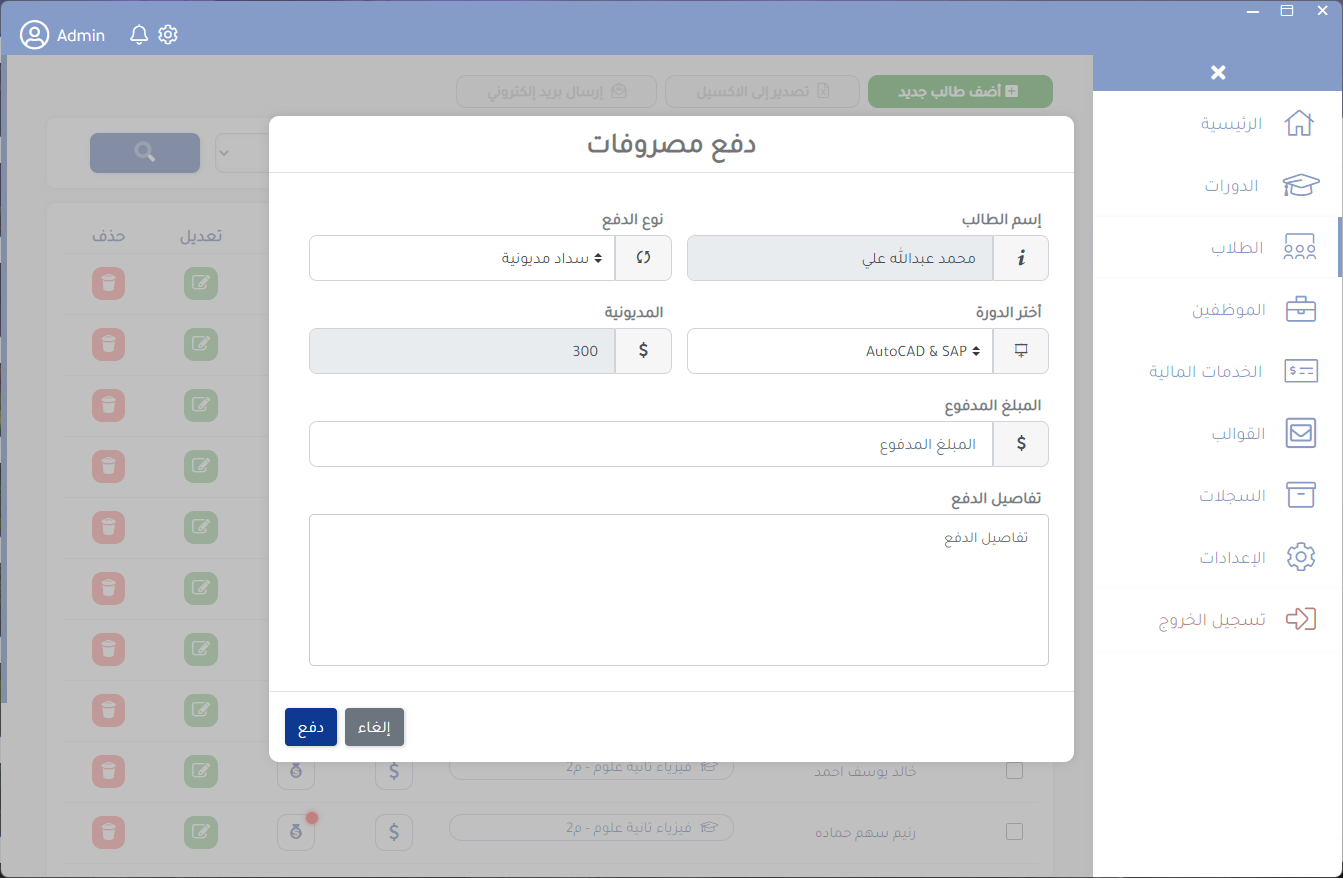 Admin
أضف طالب جديد
تصدير إلى الاكسيل
إرسال بريد إلكتروني
الرئيسية
الدورات
الطلاب
الموظفين
الخدمات المالية
القوالب
السجلات
الإعدادات
تسجيل الخروج
تعديل
حذف
دفع مصروفات
إسم الطالب
نوع الدفع
محمد عبدالله علي
سداد مديونية
أختر الدورة
المديونية
AutoCAD & SAP
$
300
المبلغ المدفوع
$
المبلغ المدفوع
تفاصيل الدفع
تفاصيل الدفع
إلغاء
دفع
خالد يوسف احمد
فيزياء ثانية علوم - م2
$
رنيم سهم حماده
فيزياء ثانية علوم - م2
$